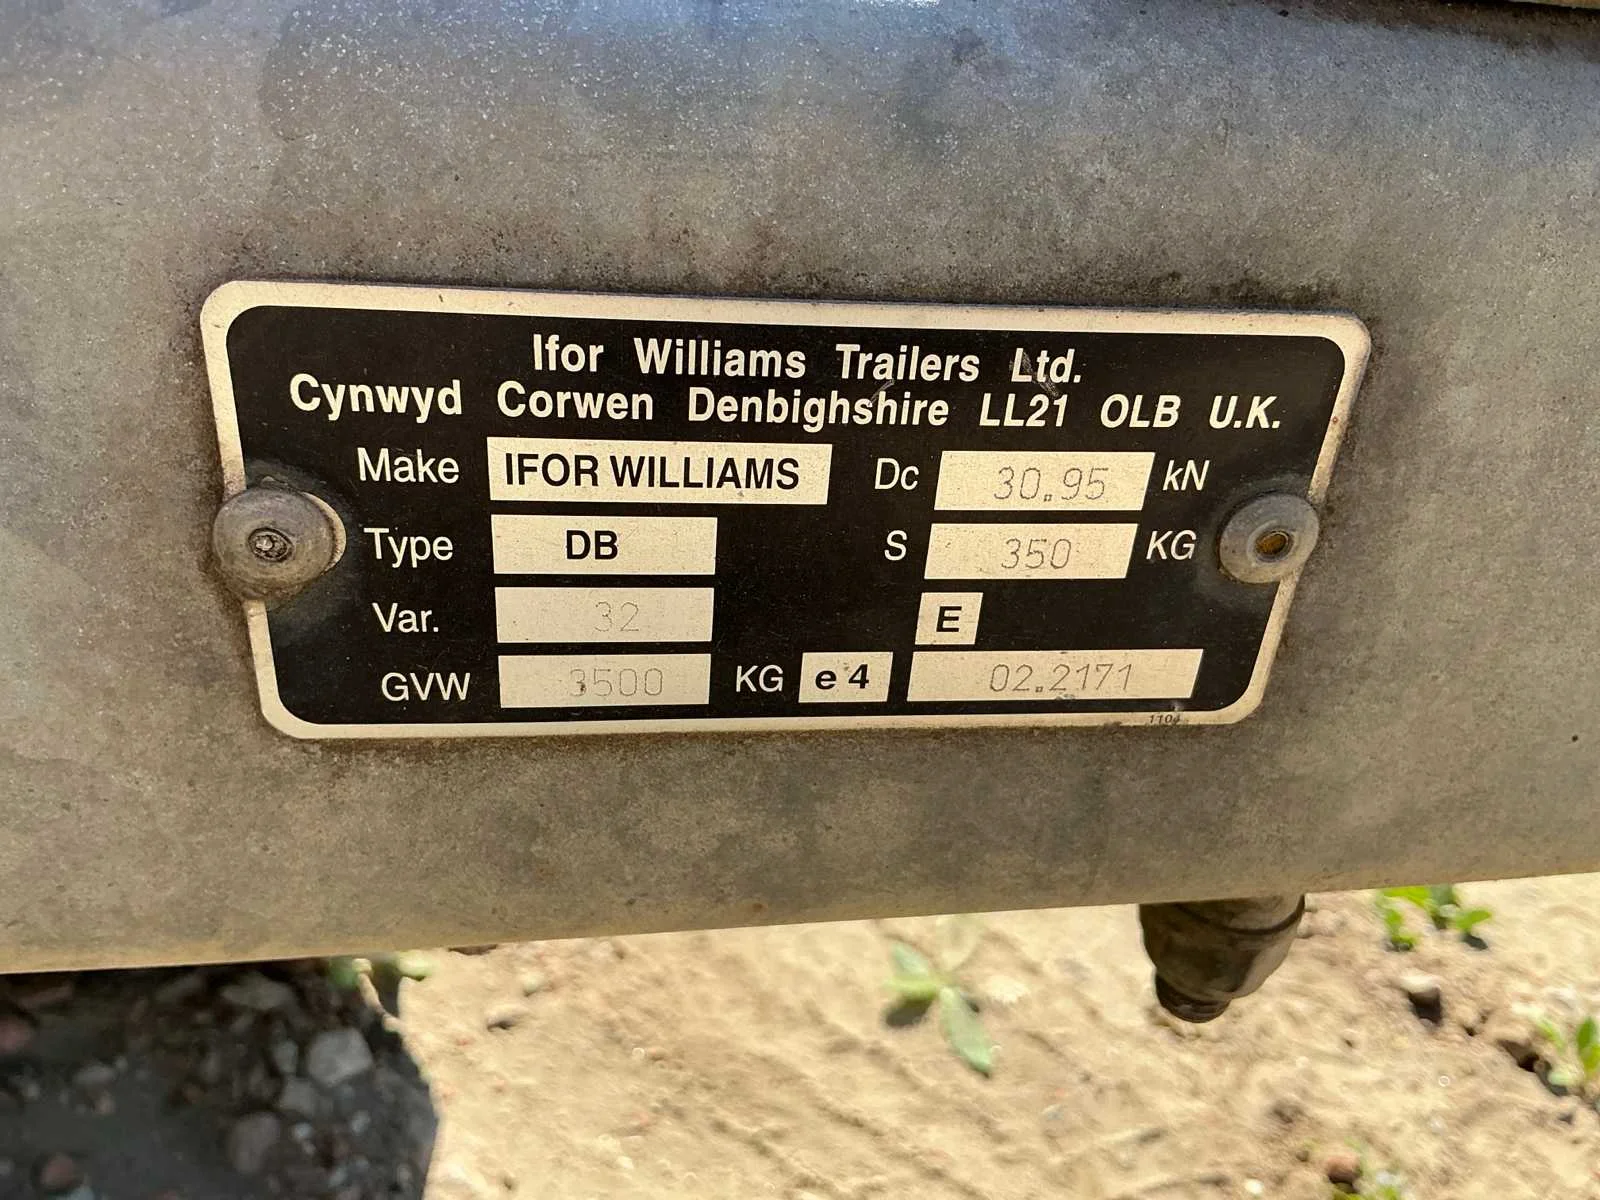 Ifor Williams Trailers Ltd.
Cynwyd Corwen Denbighshire LL21 OLB U.K.
Make IFOR WILLIAMS Dc 30.95 kN
Type DB S 350 KG
Var. 32 E
GVW 3500 KG e4 02.2171
1104